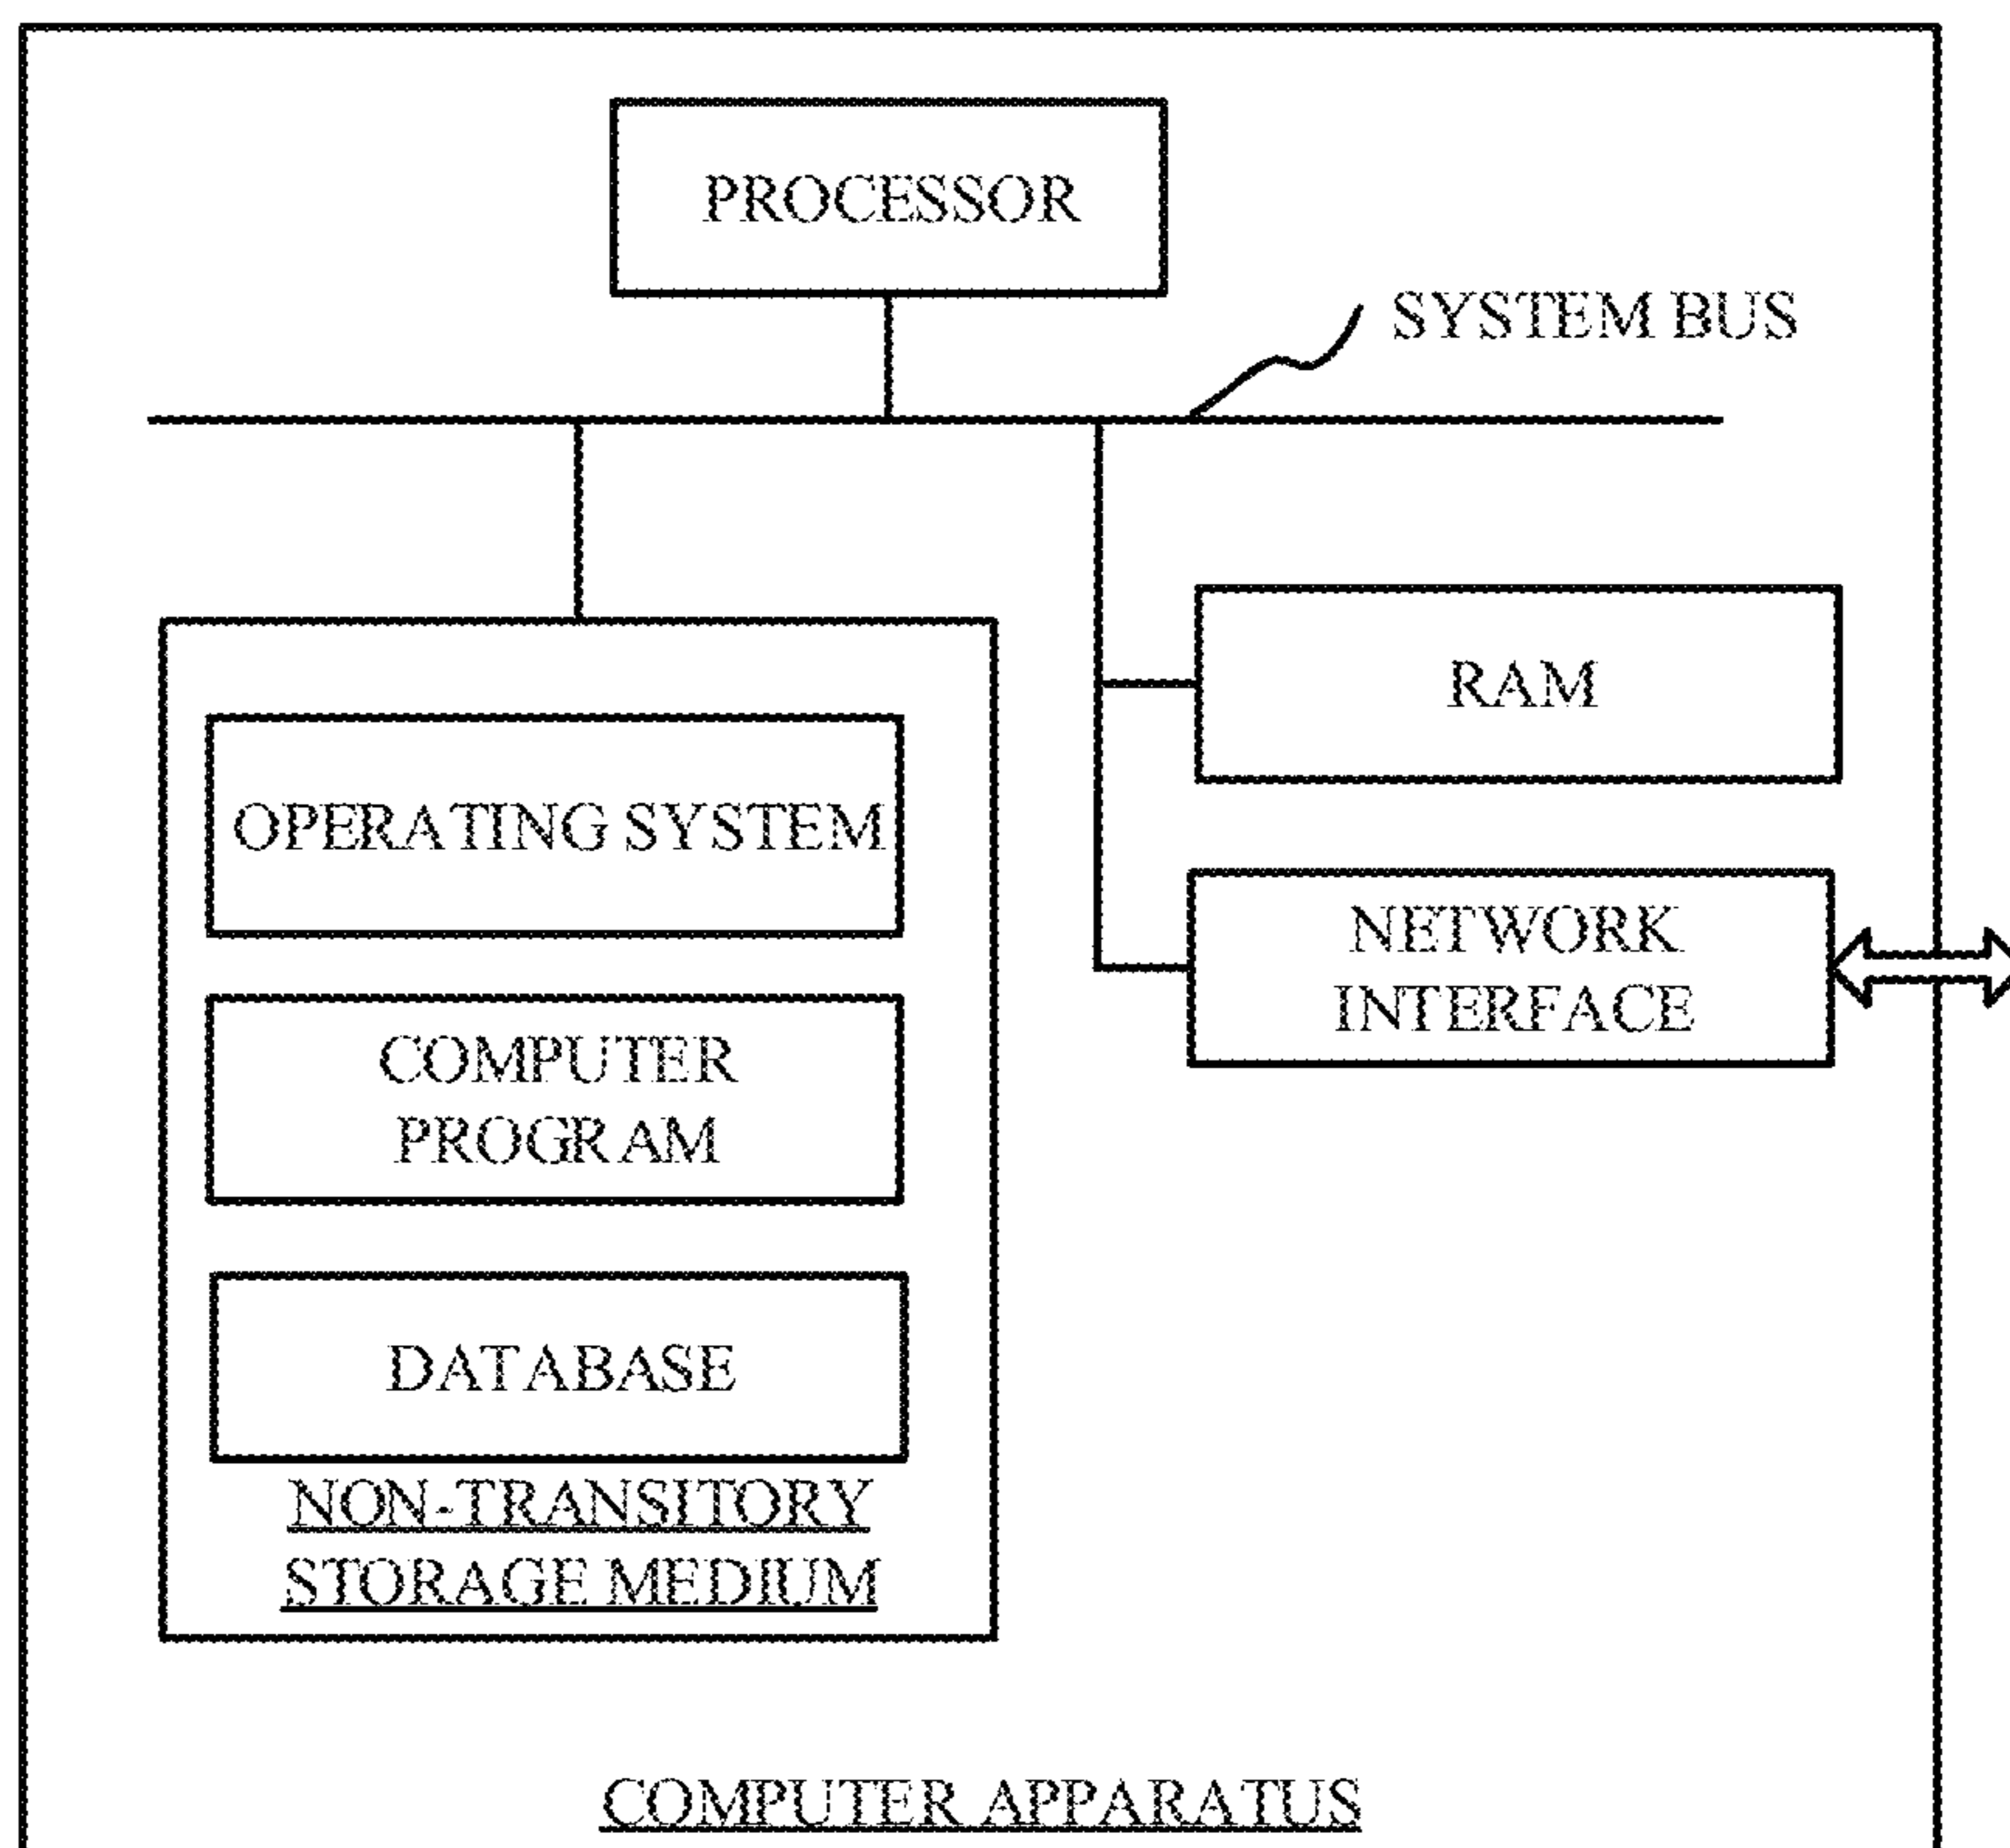 PROCESSOR
SYSTEM BUS
RAM
OPERATING SYSTEM
NETWORK
INTERFACE
COMPUTER
PROGRAM
DATABASE
NON-TRANSITORY
STORAGE MEDIUM
COMPUTER APPARATUS